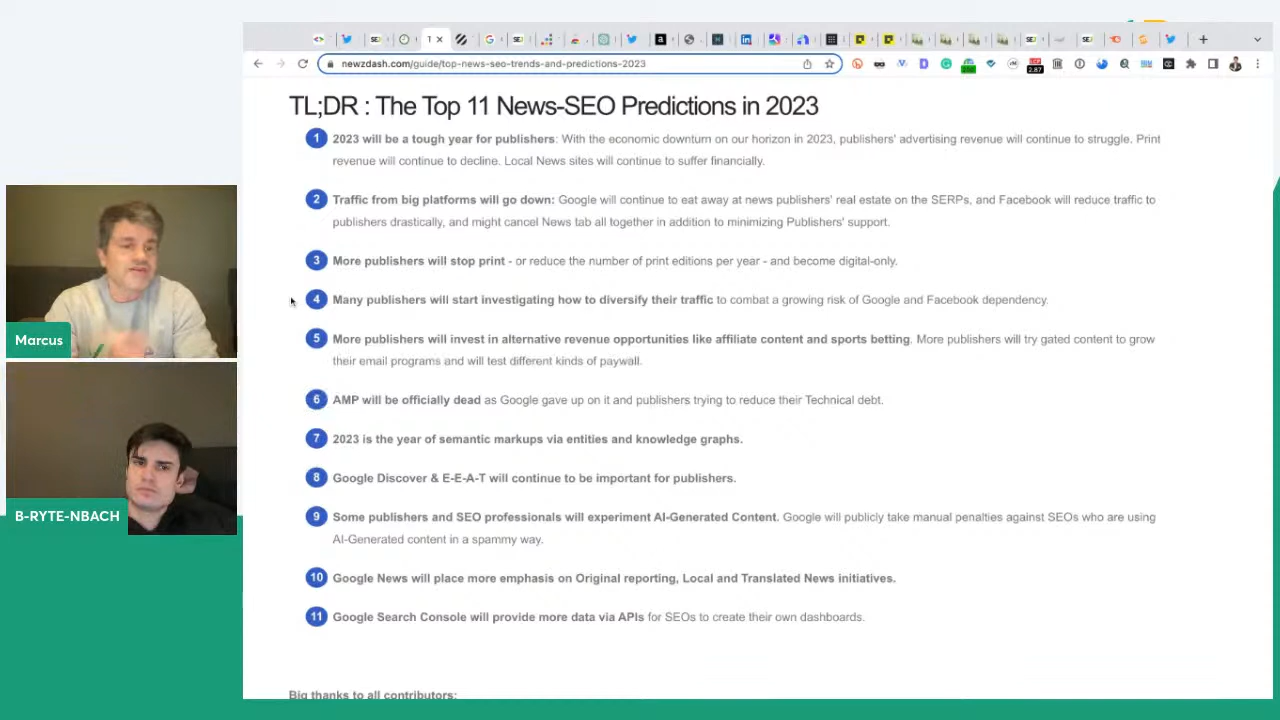 newzdash.com/guide/top-news-seo-trends-and-predictions-2023
TL;DR : The Top 11 News-SEO Predictions in 2023
1 2023 will be a tough year for publishers: With the economic downturn on our horizon in 2023, publishers' advertising revenue will continue to struggle. Print
revenue will continue to decline. Local News sites will continue to suffer financially.
2 Traffic from big platforms will go down: Google will continue to eat away at news publishers' real estate on the SERPs, and Facebook will reduce traffic to
publishers drastically, and might cancel News tab all together in addition to minimizing Publishers' support.
3 More publishers will stop print - or reduce the number of print editions per year - and become digital-only.
4 Many publishers will start investigating how to diversify their traffic to combat a growing risk of Google and Facebook dependency.
5 More publishers will invest in alternative revenue opportunities like affiliate content and sports betting. More publishers will try gated content to grow
their email programs and will test different kinds of paywall.
6 AMP will be officially dead as Google gave up on it and publishers trying to reduce their Technical debt.
7 2023 is the year of semantic markups via entities and knowledge graphs.
8 Google Discover & E-E-A-T will continue to be important for publishers.
9 Some publishers and SEO professionals will experiment AI-Generated Content. Google will publicly take manual penalties against SEOs who are using
AI-Generated content in a spammy way.
10 Google News will place more emphasis on Original reporting, Local and Translated News initiatives.
11 Google Search Console will provide more data via APIs for SEOs to create their own dashboards.
Big thanks to all contributors:
Marcus
B-RYTE-NBACH